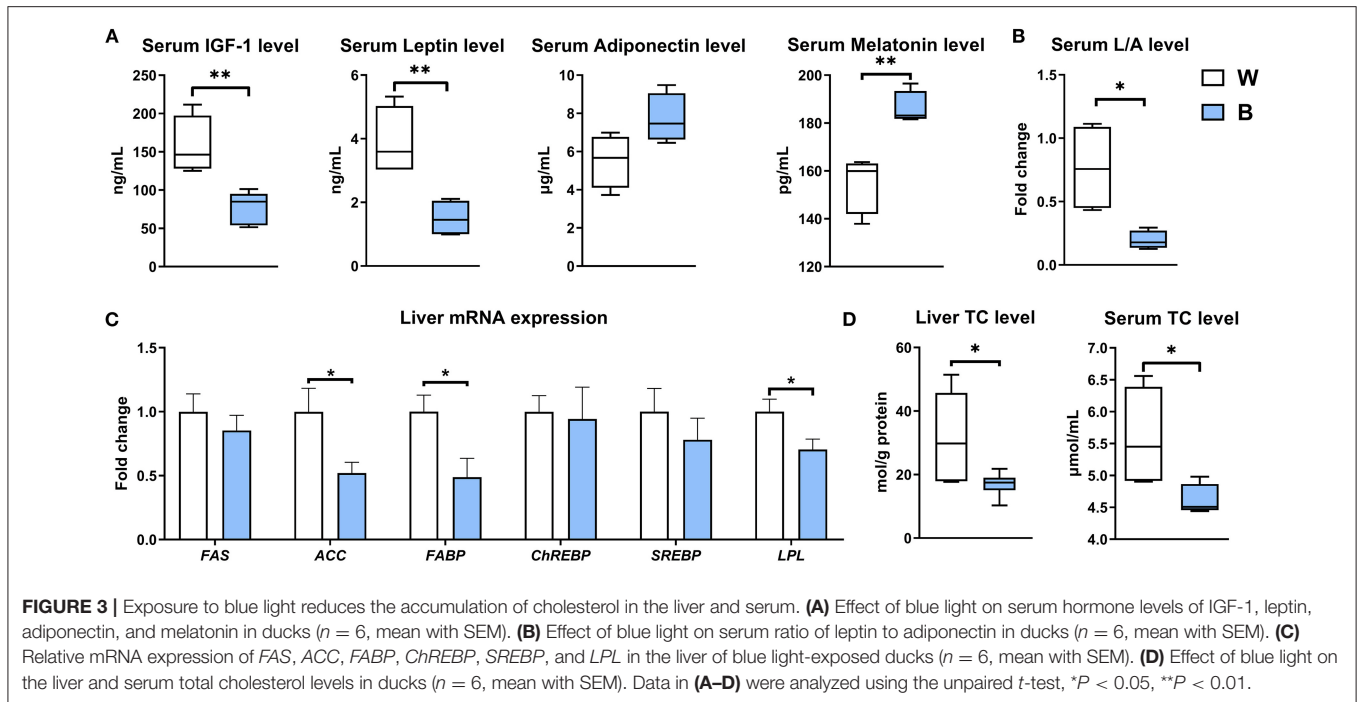 A
Serum IGF-1 level
Serum Leptin level
Serum Adiponectin level
Serum Melatonin level
B
Serum L/A level
ng/mL
250
200
150
100
50
0
**
ng/mL
6
4
2
0
**
µg/mL
10
8
6
4
2
0
pg/mL
200
180
160
140
120
**
Fold change
1.5
1.0
0.5
0.0
*
W
B
C
Liver mRNA expression
Fold change
1.5
1.0
0.5
0.0
*
*
*
FAS ACC FABP ChREBP SREBP LPL
D
Liver TC level
Serum TC level
mol/g protein
60
40
20
0
*
µmol/mL
7.0
6.5
6.0
5.5
5.0
4.5
4.0
*
FIGURE 3 | Exposure to blue light reduces the accumulation of cholesterol in the liver and serum. (A) Effect of blue light on serum hormone levels of IGF-1, leptin,
adiponectin, and melatonin in ducks (n = 6, mean with SEM). (B) Effect of blue light on serum ratio of leptin to adiponectin in ducks (n = 6, mean with SEM). (C)
Relative mRNA expression of FAS, ACC, FABP, ChREBP, SREBP, and LPL in the liver of blue light-exposed ducks (n = 6, mean with SEM). (D) Effect of blue light on
the liver and serum total cholesterol levels in ducks (n = 6, mean with SEM). Data in (A–D) were analyzed using the unpaired t-test, *P < 0.05, **P < 0.01.